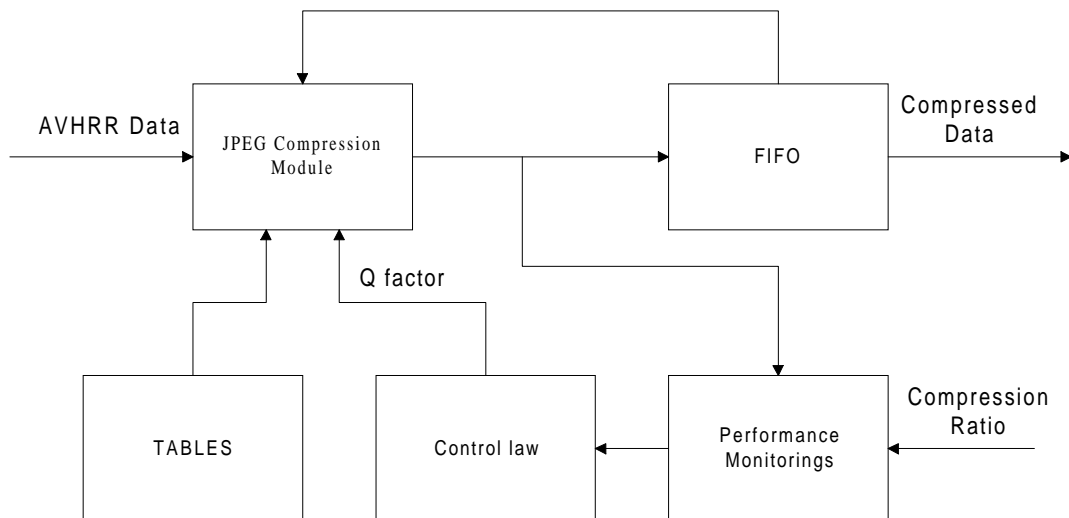 AVHRR Data
JPEG Compression
Module
FIFO
Compressed
Data
Q factor
TABLES
Control law
Performance
Monitorings
Compression
Ratio